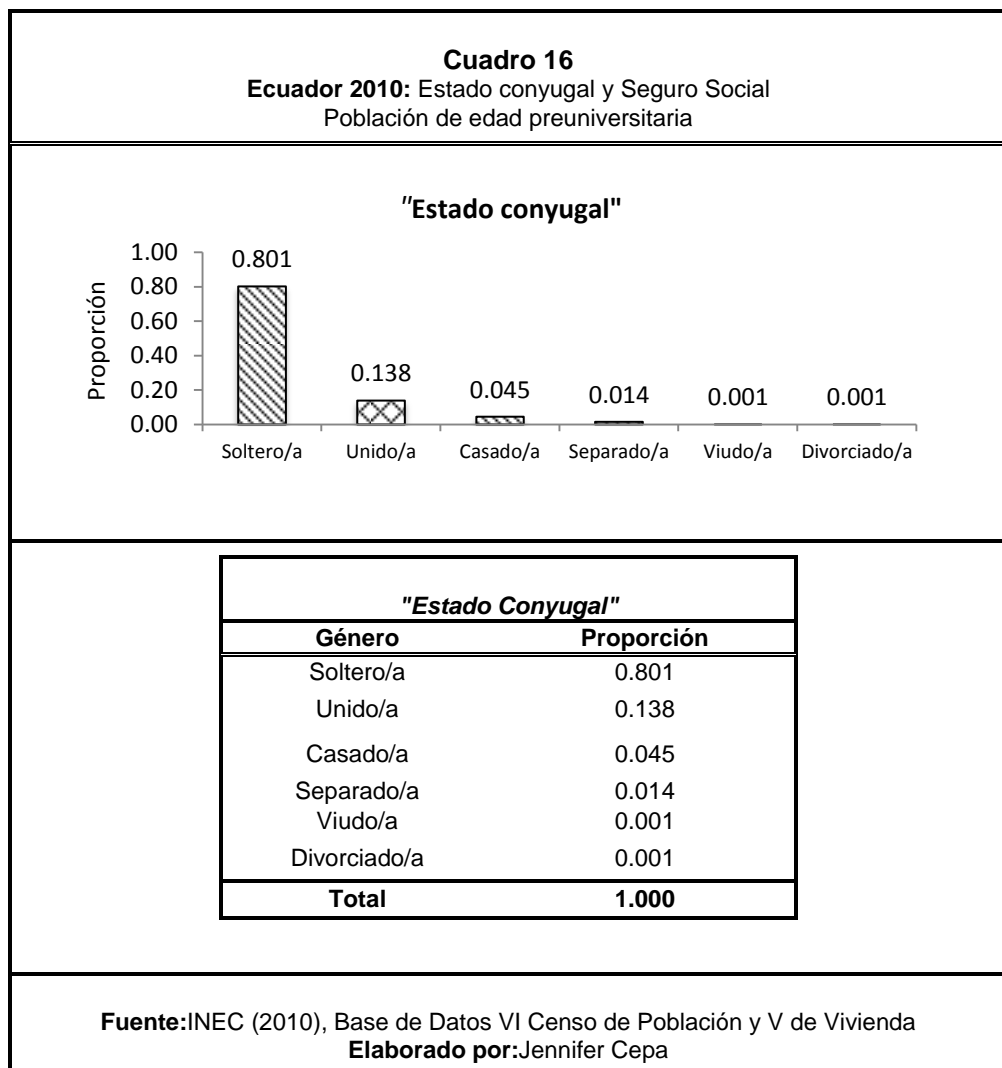 Cuadro 16
Ecuador 2010: Estado conyugal y Seguro Social
Población de edad preuniversitaria
"Estado conyugal"
Proporción
1.00
0.80
0.60
0.40
0.20
0.00
0.801
0.138
0.045
0.014
0.001
0.001
Soltero/a Unido/a Casado/a Separado/a Viudo/a Divorciado/a
"Estado Conyugal"
Género Proporción
Soltero/a 0.801
Unido/a 0.138
Casado/a 0.045
Separado/a 0.014
Viudo/a 0.001
Divorciado/a 0.001
Total 1.000
Fuente:INEC (2010), Base de Datos VI Censo de Población y V de Vivienda
Elaborado por:Jennifer Cepa